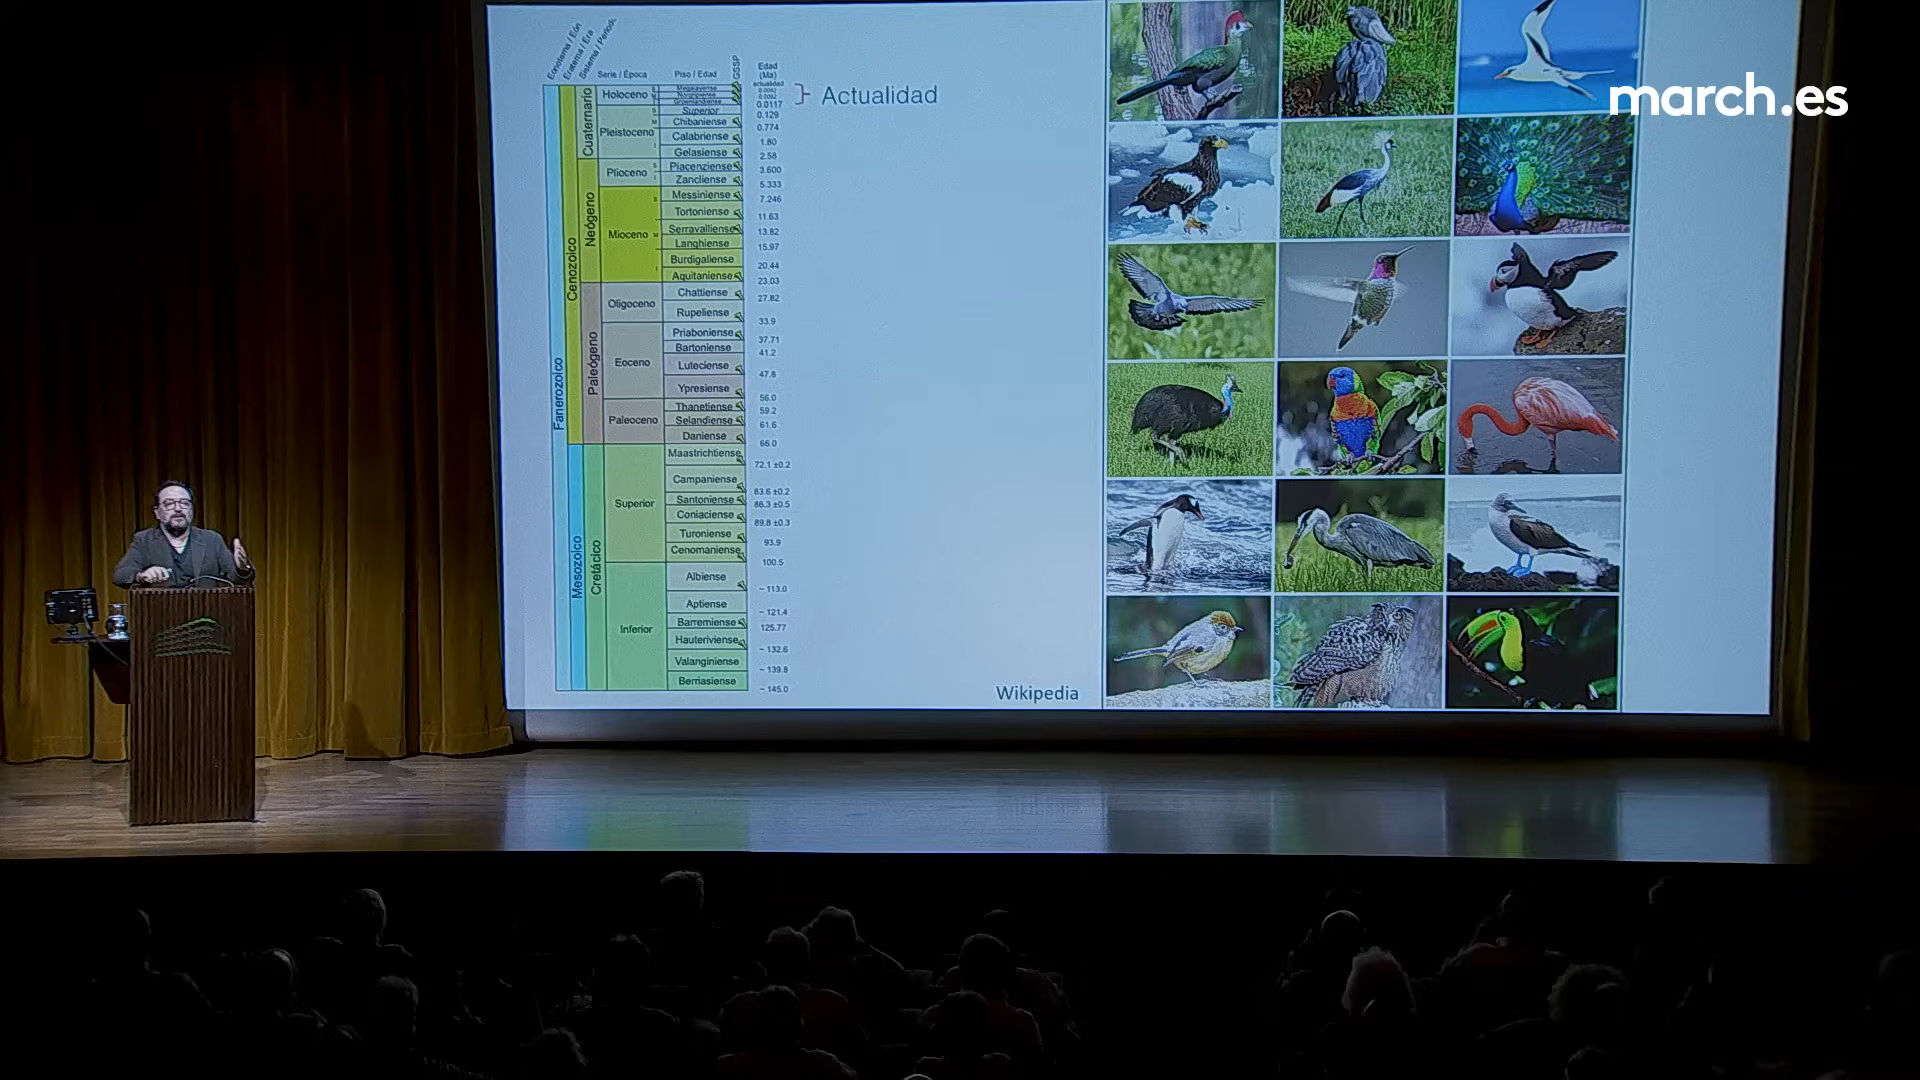 Eonotema / Eón
Eratema / Era
Sistema / Período
Serie / Época
Piso / Edad
GSSP
Edad
(Ma)
actualidad
Fanerozoico
Cenozoico
Mesozoico
Cuaternario
Neógeno
Paleógeno
Cretácico
Holoceno
Pleistoceno
Plioceno
Mioceno
Oligoceno
Eoceno
Paleoceno
Superior
Inferior
Megalayense
Norgripiense
Groenlandiense
Superior
Chibaniense
Calabriense
Gelasiense
Piacenziense
Zancliense
Messiniense
Tortoniense
Serravalliense
Langhiense
Burdigaliense
Aquitaniense
Chattiense
Rupeliense
Priaboniense
Bartoniense
Luteciense
Ypresiense
Thanetiense
Selandiense
Daniense
Maastrichtiense
Campaniense
Santoniense
Coniaciense
Turoniense
Cenomaniense
Albiense
Aptiense
Barremiense
Hauteriviense
Valanginiense
Berriasiense
0.0042
0.0082
0.0117
0.129
0.774
1.80
2.58
3.600
5.333
7.246
11.63
13.82
15.97
20.44
23.03
27.82
33.9
37.71
41.2
47.8
56.0
59.2
61.6
66.0
72.1 ±0.2
83.6 ±0.2
86.3 ±0.5
89.8 ±0.3
93.9
100.5
~ 113.0
~ 121.4
125.77
~ 132.6
~ 139.8
~ 145.0
Actualidad
Wikipedia
march.es